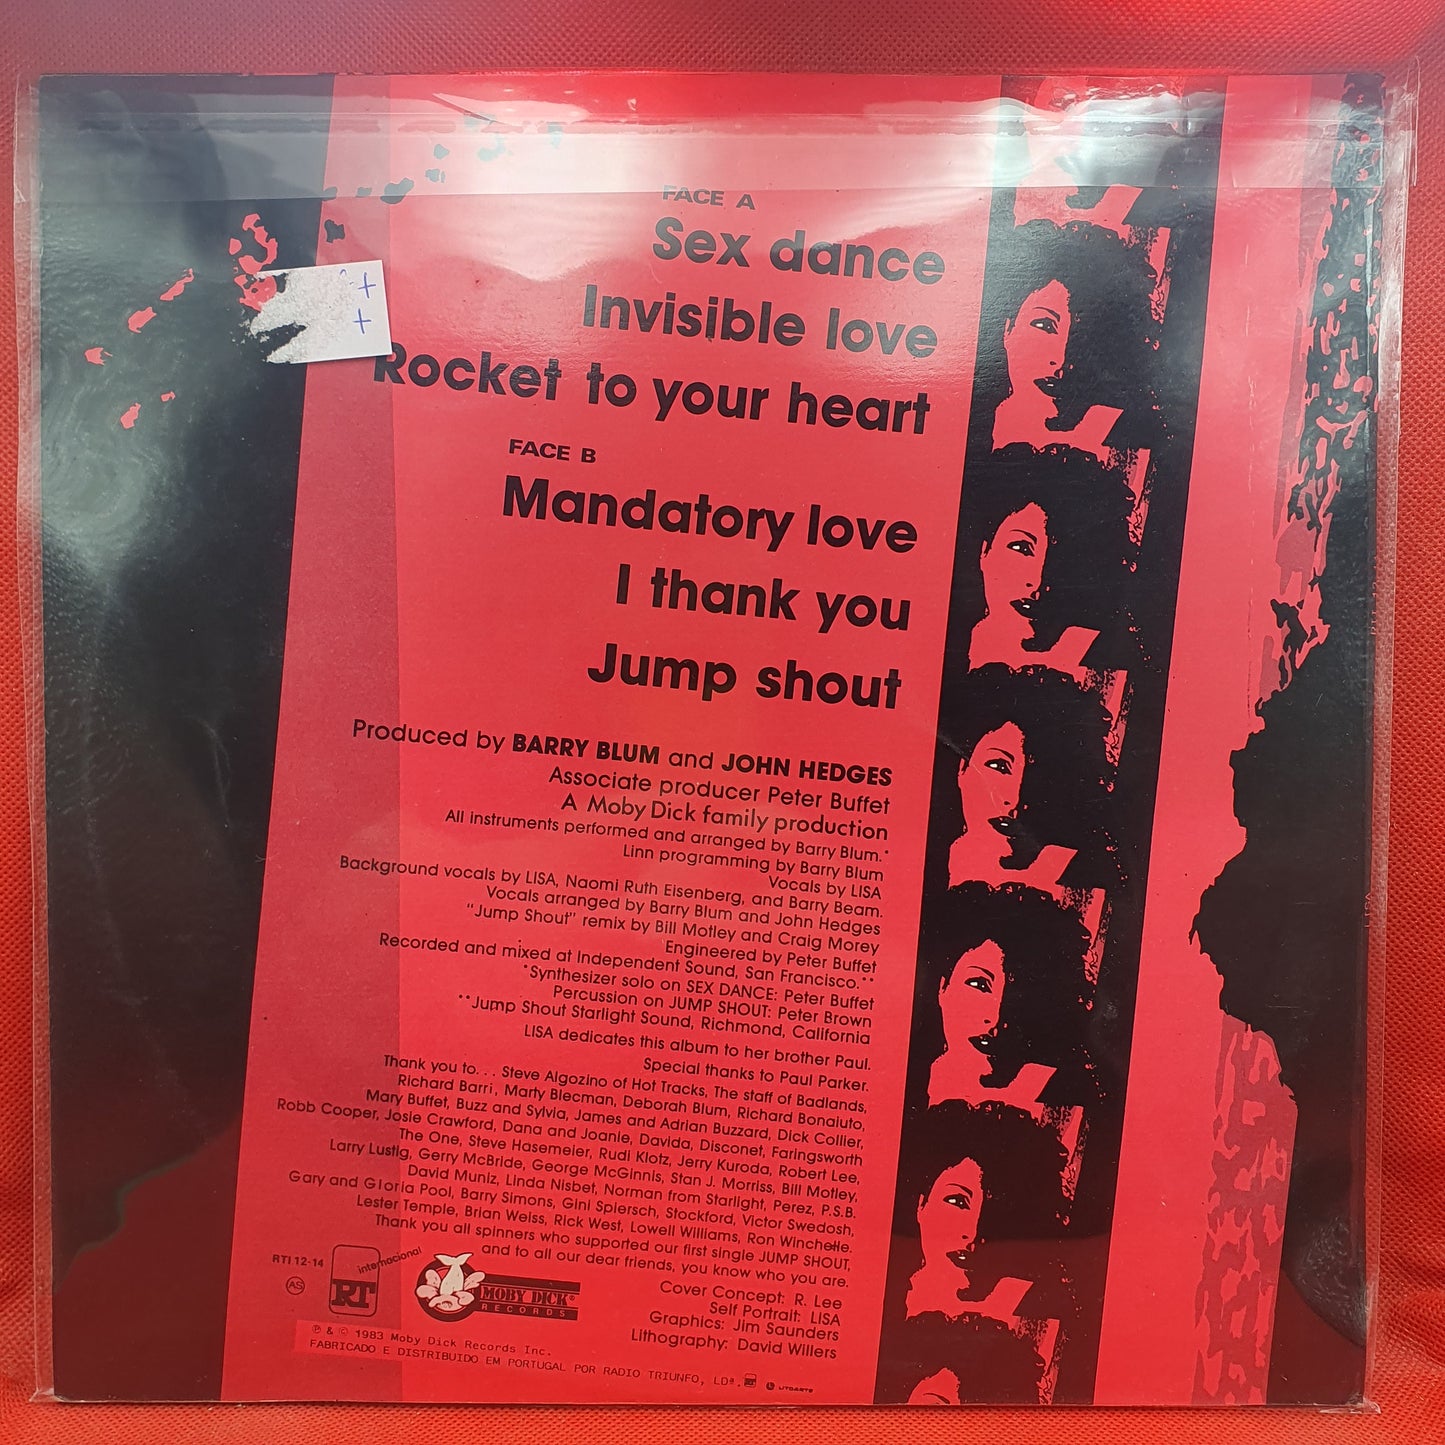 FACE A
Sex dance
Invisible love
Rocket to your heart
FACE B
Mandatory love
I thank you
Jump shout
Produced by BARRY BLUM and JOHN HEDGES
Associate producer Peter Buffet
A Moby Dick family production
All instruments performed and arranged by Barry Blum.*
Linn programming by Barry Blum
Vocals by LISA
Background vocals by LISA, Naomi Ruth Eisenberg, and Barry Beam.
Vocals arranged by Barry Blum and John Hedges
"Jump Shout" remix by Bill Motley and Craig Morey
Engineered by Peter Buffet
Recorded and mixed at Independent Sound, San Francisco.**
*Synthesizer solo on SEX DANCE: Peter Buffet
Percussion on JUMP SHOUT: Peter Brown
**Jump Shout Starlight Sound, Richmond, California
LISA dedicates this album to her brother Paul.
Special thanks to Paul Parker.
Thank you to... Steve Algozino of Hot Tracks, The staff of Badlands,
Richard Barri, Marty Blecman, Deborah Blum, Richard Bonaiuto,
Mary Buffet, Buzz and Sylvia, James and Adrian Buzzard, Dick Collier,
Robb Cooper, Josie Crawford, Dana and Joanie, Davida, Disconet, Faringsworth
The One, Steve Hasemeier, Rudi Klotz, Jerry Kuroda, Robert Lee,
Larry Lustig, Gerry McBride, George McGinnis, Stan J. Morriss, Bill Motley,
David Muniz, Linda Nisbet, Norman from Starlight, Perez, P.S.B.
Gary and Gloria Pool, Barry Simons, Gini Spiersch, Stockford, Victor Swedosh,
Lester Temple, Brian Weiss, Rick West, Lowell Williams, Ron Winchelle.
Thank you all spinners who supported our first single JUMP SHOUT,
and to all our dear friends, you know who you are.
RTI 12-14
AS
RT internacional
MOBY DICK®
RECORDS
Cover Concept: R. Lee
Self Portrait: LISA
Graphics: Jim Saunders
Lithography: David Willers
℗ & © 1983 Moby Dick Records Inc.
FABRICADO E DISTRIBUIDO EM PORTUGAL POR RADIO TRIUNFO, LDª. RT